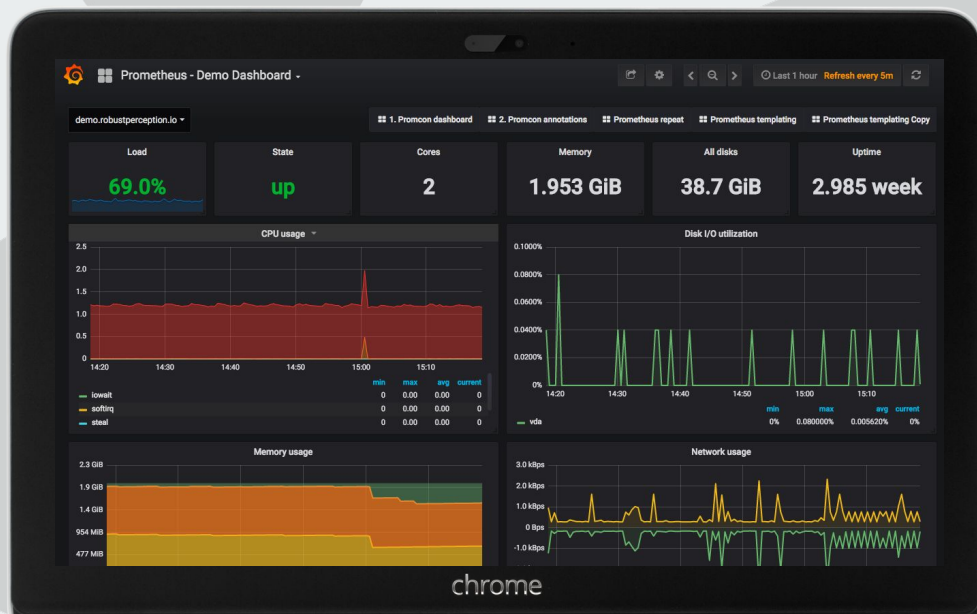 Prometheus - Demo Dashboard
Last 1 hour Refresh every 5m
demo.robustperception.io
1. Promcon dashboard 2. Promcon annotations Prometheus repeat Prometheus templating Prometheus templating Copy
Load State Cores Memory All disks Uptime
69.0% up 2 1.953 GiB 38.7 GiB 2.985 week
CPU usage
2.5
2.0
1.5
1.0
0.5
0
14:20 14:30 14:40 14:50 15:00 15:10
min max avg current
iowait 0 0.00 0.00 0
softirq 0 0.00 0.00 0
steal 0 0.00 0.00 0
Disk I/O utilization
0.1000%
0.0800%
0.0600%
0.0400%
0.0200%
0%
14:20 14:30 14:40 14:50 15:00 15:10
min max avg current
vda 0% 0.080000% 0.005620% 0%
Memory usage
2.3 GiB
1.9 GiB
1.4 GiB
954 MiB
477 MiB
Network usage
3.0 kBps
2.0 kBps
1.0 kBps
0 Bps
-1.0 kBps
chrome